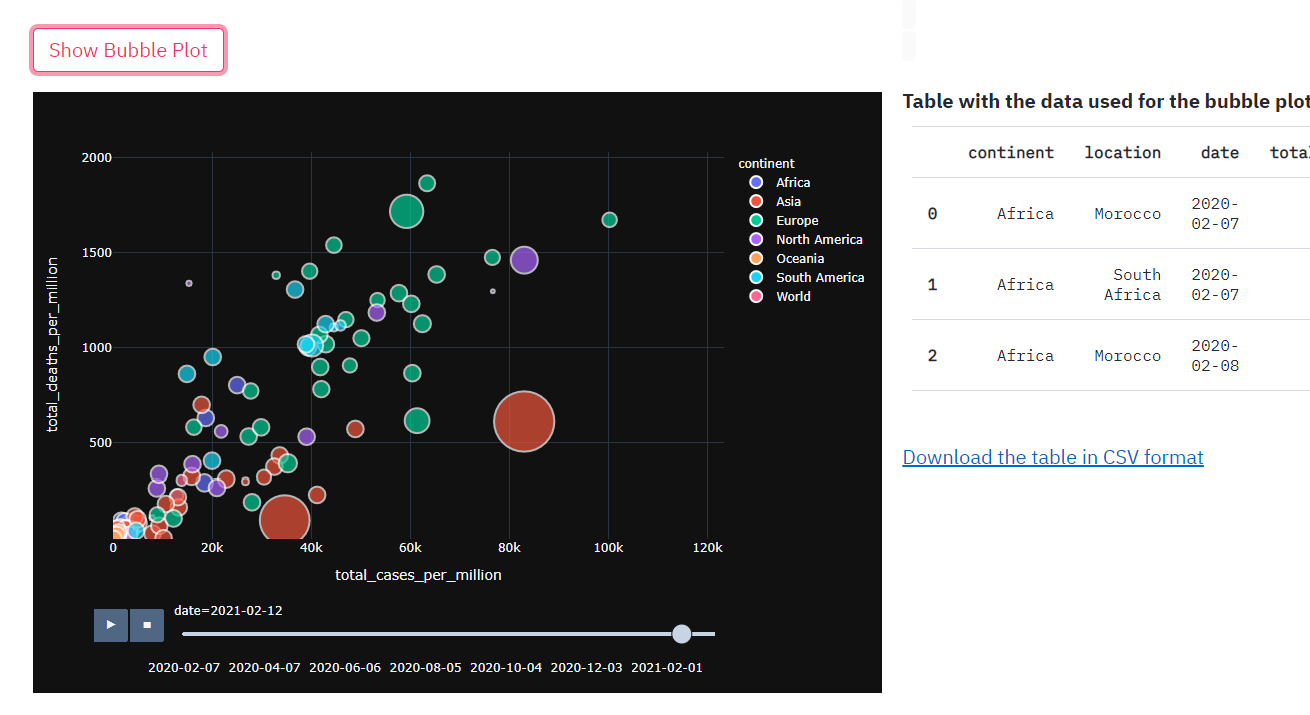 Show Bubble Plot
total_deaths_per_million
2000
1500
1000
500
0 20k 40k 60k 80k 100k 120k
total_cases_per_million
continent
Africa
Asia
Europe
North America
Oceania
South America
World
date=2021-02-12
2020-02-07 2020-04-07 2020-06-06 2020-08-05 2020-10-04 2020-12-03 2021-02-01
Table with the data used for the bubble plot
continent location date total
0 Africa Morocco 2020-
02-07
1 Africa South 2020-
Africa 02-07
2 Africa Morocco 2020-
02-08
Download the table in CSV format